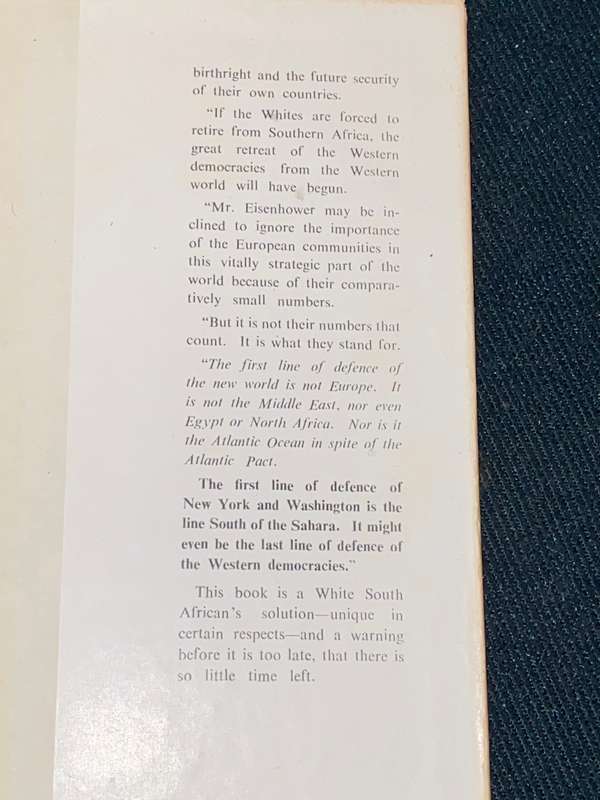 birthright and the future security
of their own countries.
"If the Whites are forced to
retire from Southern Africa, the
great retreat of the Western
democracies from the Western
world will have begun.
"Mr. Eisenhower may be in-
clined to ignore the importance
of the European communities in
this vitally strategic part of the
world because of their compara-
tively small numbers.
"But it is not their numbers that
count. It is what they stand for.
"The first line of defence of
the new world is not Europe. It
is not the Middle East, nor even
Egypt or North Africa. Nor is it
the Atlantic Ocean in spite of the
Atlantic Pact.
The first line of defence of
New York and Washington is the
line South of the Sahara. It might
even be the last line of defence of
the Western democracies."
This book is a White South
African's solution—unique in
certain respects—and a warning
before it is too late, that there is
so little time left.